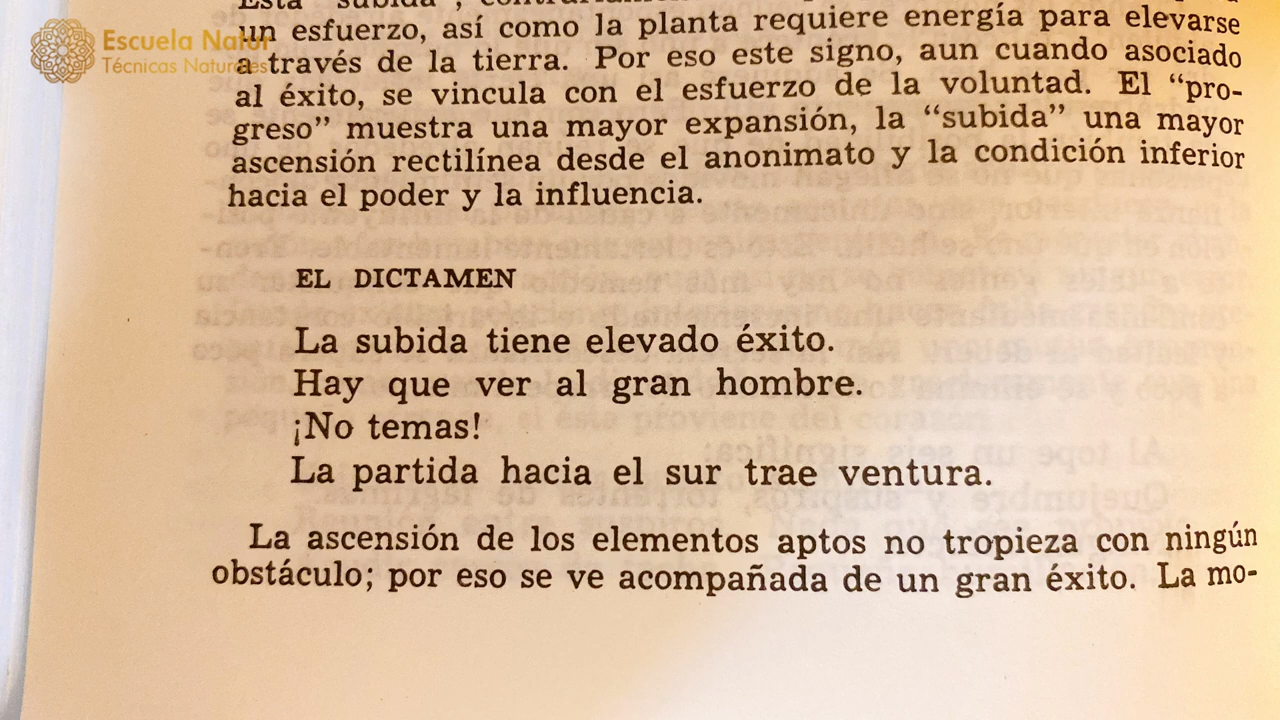 Escuela Natur
Técnicas Naturales
Esta "subida",
un esfuerzo, así como la planta requiere energía para elevarse
a través de la tierra. Por eso este signo, aun cuando asociado
al éxito, se vincula con el esfuerzo de la voluntad. El "pro-
greso" muestra una mayor expansión, la "subida" una mayor
ascensión rectilínea desde el anonimato y la condición inferior
hacia el poder y la influencia.
EL DICTAMEN
La subida tiene elevado éxito.
Hay que ver al gran hombre.
¡No temas!
La partida hacia el sur trae ventura.
La ascensión de los elementos aptos no tropieza con ningún
obstáculo; por eso se ve acompañada de un gran éxito. La mo-